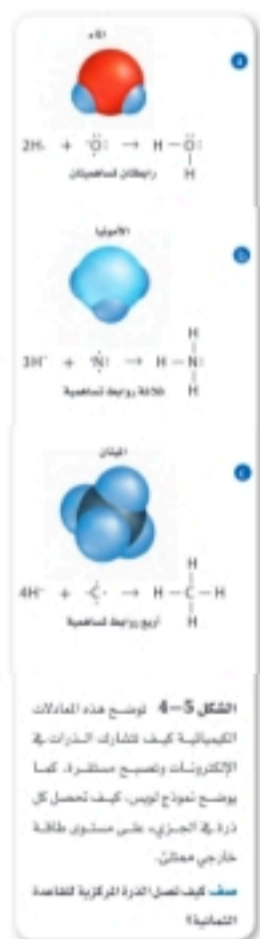 الماء
a
2H· + ·Ö: → H–Ö:
H
رابطتان تساهميتان
الأمونيا
b
H
3H· + ·N: → H–N:
H
ثلاثة روابط تساهمية
الميثان
c
H
4H· + ·C· → H–C–H
H
أربع روابط تساهمية
الشكل 5–4 توضح هذه المعادلات
الكيميائية كيف تتشارك الذرات في
الإلكترونات وتصبح مستقرة. كما
يوضح نموذج لويس، كيف تحصل كل
ذرة في الجزيء على مستوى طاقة
خارجي ممتلئ.
صف كيف تصل الذرة المركزية للقاعدة
الثمانية؟